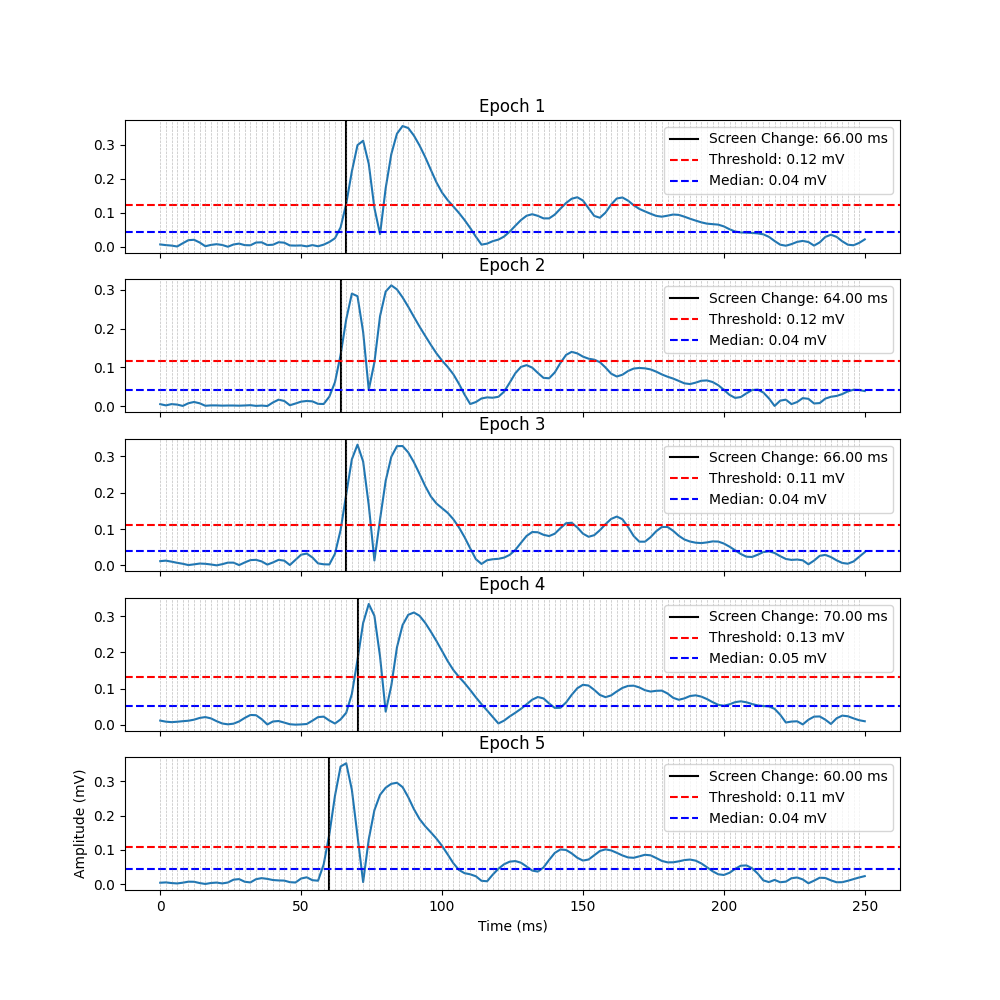 Epoch 1
0.3
0.2
0.1
0.0
Screen Change: 66.00 ms
Threshold: 0.12 mV
Median: 0.04 mV
Epoch 2
0.3
0.2
0.1
0.0
Screen Change: 64.00 ms
Threshold: 0.12 mV
Median: 0.04 mV
Epoch 3
0.3
0.2
0.1
0.0
Screen Change: 66.00 ms
Threshold: 0.11 mV
Median: 0.04 mV
Epoch 4
0.3
0.2
0.1
0.0
Screen Change: 70.00 ms
Threshold: 0.13 mV
Median: 0.05 mV
Epoch 5
Amplitude (mV)
0.3
0.2
0.1
0.0
Screen Change: 60.00 ms
Threshold: 0.11 mV
Median: 0.04 mV
0 50 100 150 200 250
Time (ms)